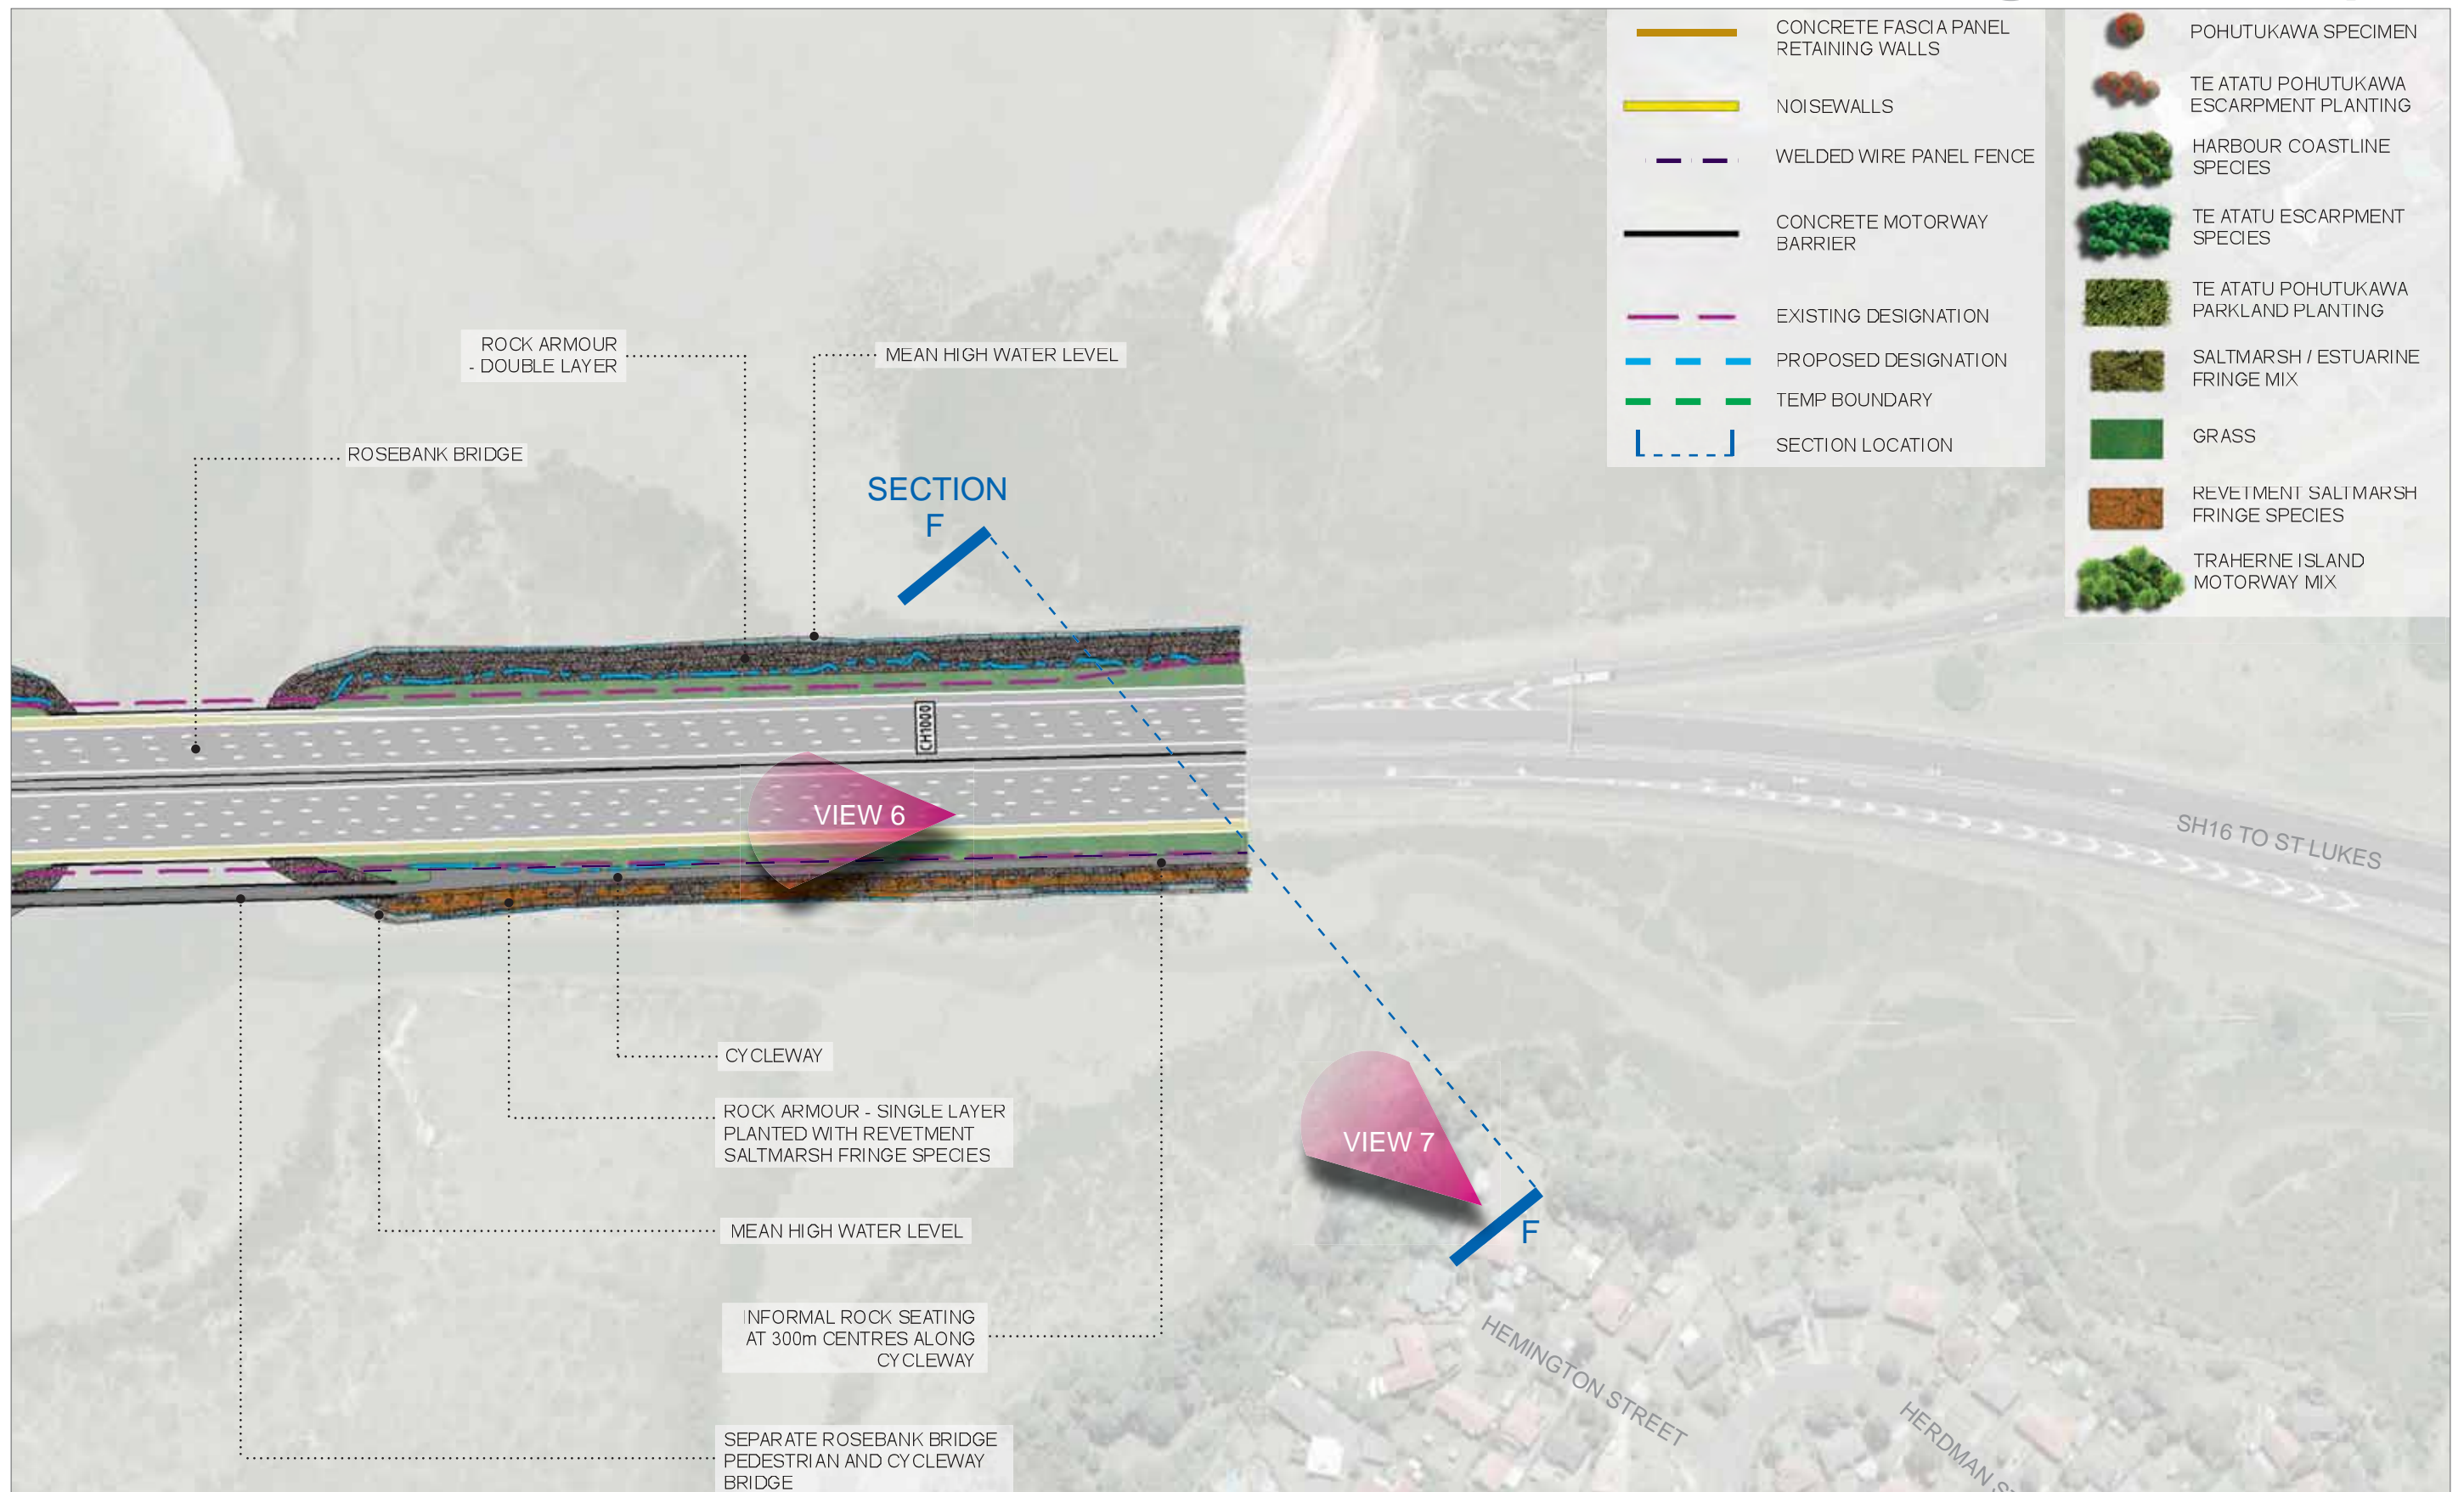 CONCRETE FASCIA PANEL
RETAINING WALLS
NOISEWALLS
WELDED WIRE PANEL FENCE
CONCRETE MOTORWAY
BARRIER
EXISTING DESIGNATION
PROPOSED DESIGNATION
TEMP BOUNDARY
SECTION LOCATION
POHUTUKAWA SPECIMEN
TE ATATU POHUTUKAWA
ESCARPMENT PLANTING
HARBOUR COASTLINE
SPECIES
TE ATATU ESCARPMENT
SPECIES
TE ATATU POHUTUKAWA
PARKLAND PLANTING
SALTMARSH / ESTUARINE
FRINGE MIX
GRASS
REVETMENT SALTMARSH
FRINGE SPECIES
TRAHERNE ISLAND
MOTORWAY MIX
ROCK ARMOUR
- DOUBLE LAYER
MEAN HIGH WATER LEVEL
ROSEBANK BRIDGE
SECTION
F
CH1000
VIEW 6
SH16 TO ST LUKES
CYCLEWAY
ROCK ARMOUR - SINGLE LAYER
PLANTED WITH REVETMENT
SALTMARSH FRINGE SPECIES
VIEW 7
MEAN HIGH WATER LEVEL
F
INFORMAL ROCK SEATING
AT 300m CENTRES ALONG
CYCLEWAY
HEMINGTON STREET
HERDMAN ST
SEPARATE ROSEBANK BRIDGE
PEDESTRIAN AND CYCLEWAY
BRIDGE